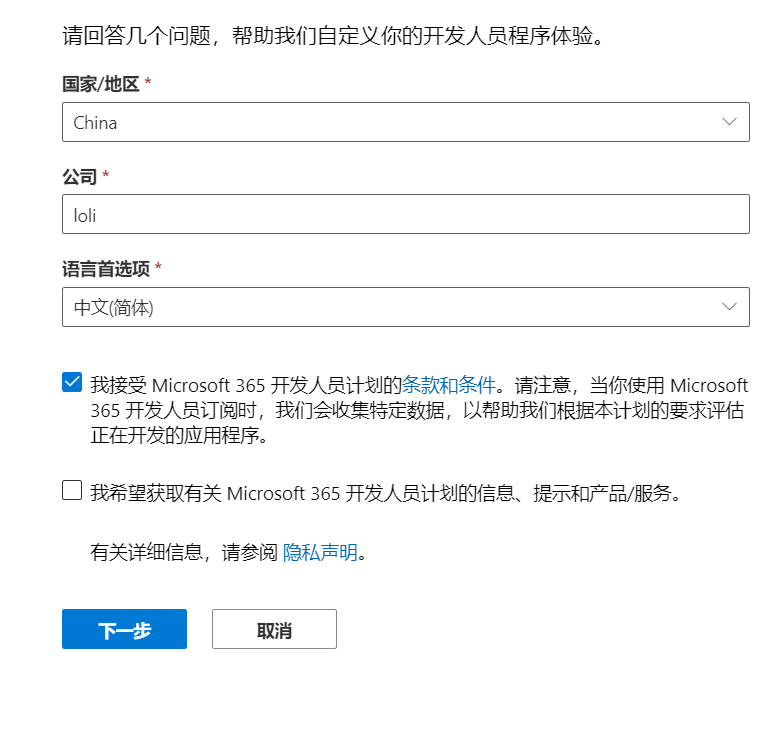 请回答几个问题，帮助我们自定义你的开发人员程序体验。
国家/地区 *
China
公司 *
loli
语言首选项 *
中文(简体)
我接受 Microsoft 365 开发人员计划的条款和条件。请注意，当你使用 Microsoft
365 开发人员订阅时，我们会收集特定数据，以帮助我们根据本计划的要求评估
正在开发的应用程序。
我希望获取有关 Microsoft 365 开发人员计划的信息、提示和产品/服务。
有关详细信息，请参阅 隐私声明。
下一步 取消